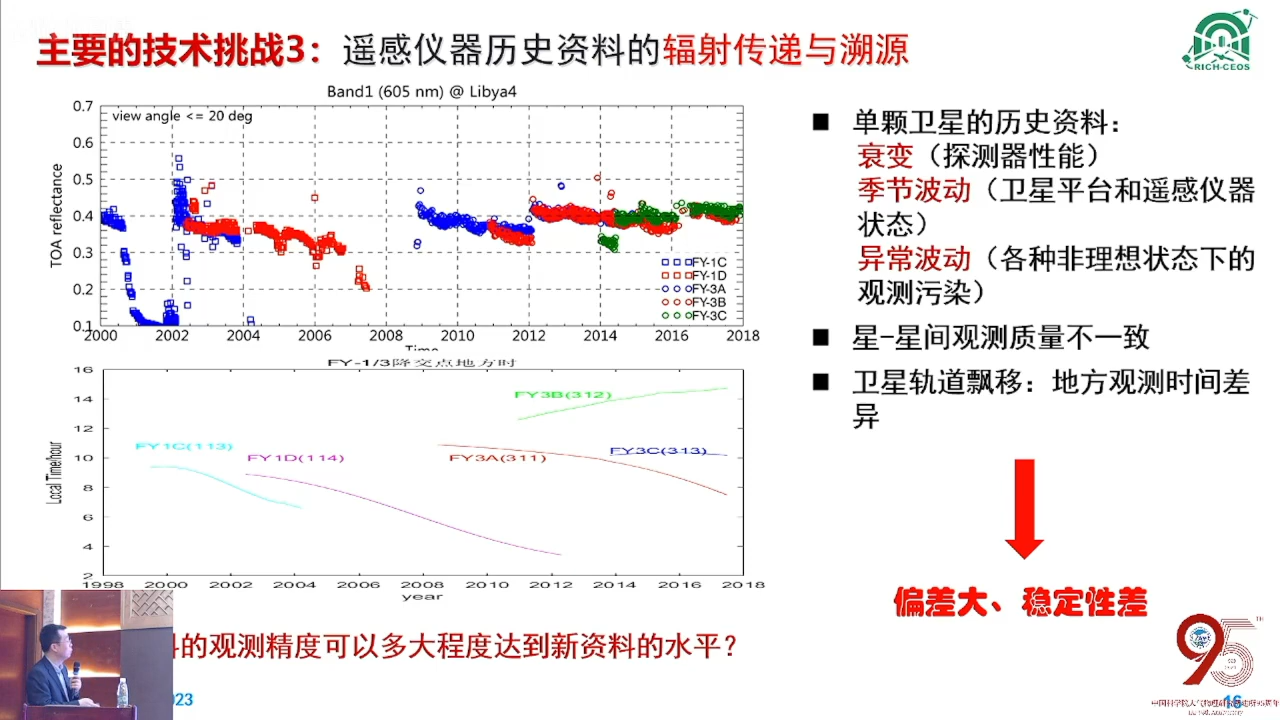 主要的技术挑战3：遥感仪器历史资料的辐射传递与溯源
RICH-CEOS
Band1 (605 nm) @ Libya4
view angle <= 20 deg
TOA reflectance
0.7
0.6
0.5
0.4
0.3
0.2
0.1
FY-1C
FY-1D
FY-3A
FY-3B
FY-3C
2000 2002 2004 2006 2008 2010 2012 2014 2016 2018
Time
FY-1/3降交点地方时
Local Time/hour
16
14
12
10
8
6
4
2
FY3B(312)
FY1C(113)
FY1D(114)
FY3A(311)
FY3C(313)
1998 2000 2002 2004 2006 2008 2010 2012 2014 2016 2018
year
■ 单颗卫星的历史资料：
衰变（探测器性能）
季节波动（卫星平台和遥感仪器
状态）
异常波动（各种非理想状态下的
观测污染）
■ 星-星间观测质量不一致
■ 卫星轨道飘移：地方观测时间差
异
偏差大、稳定性差
的观测精度可以多大程度达到新资料的水平？
023
95
TH
16